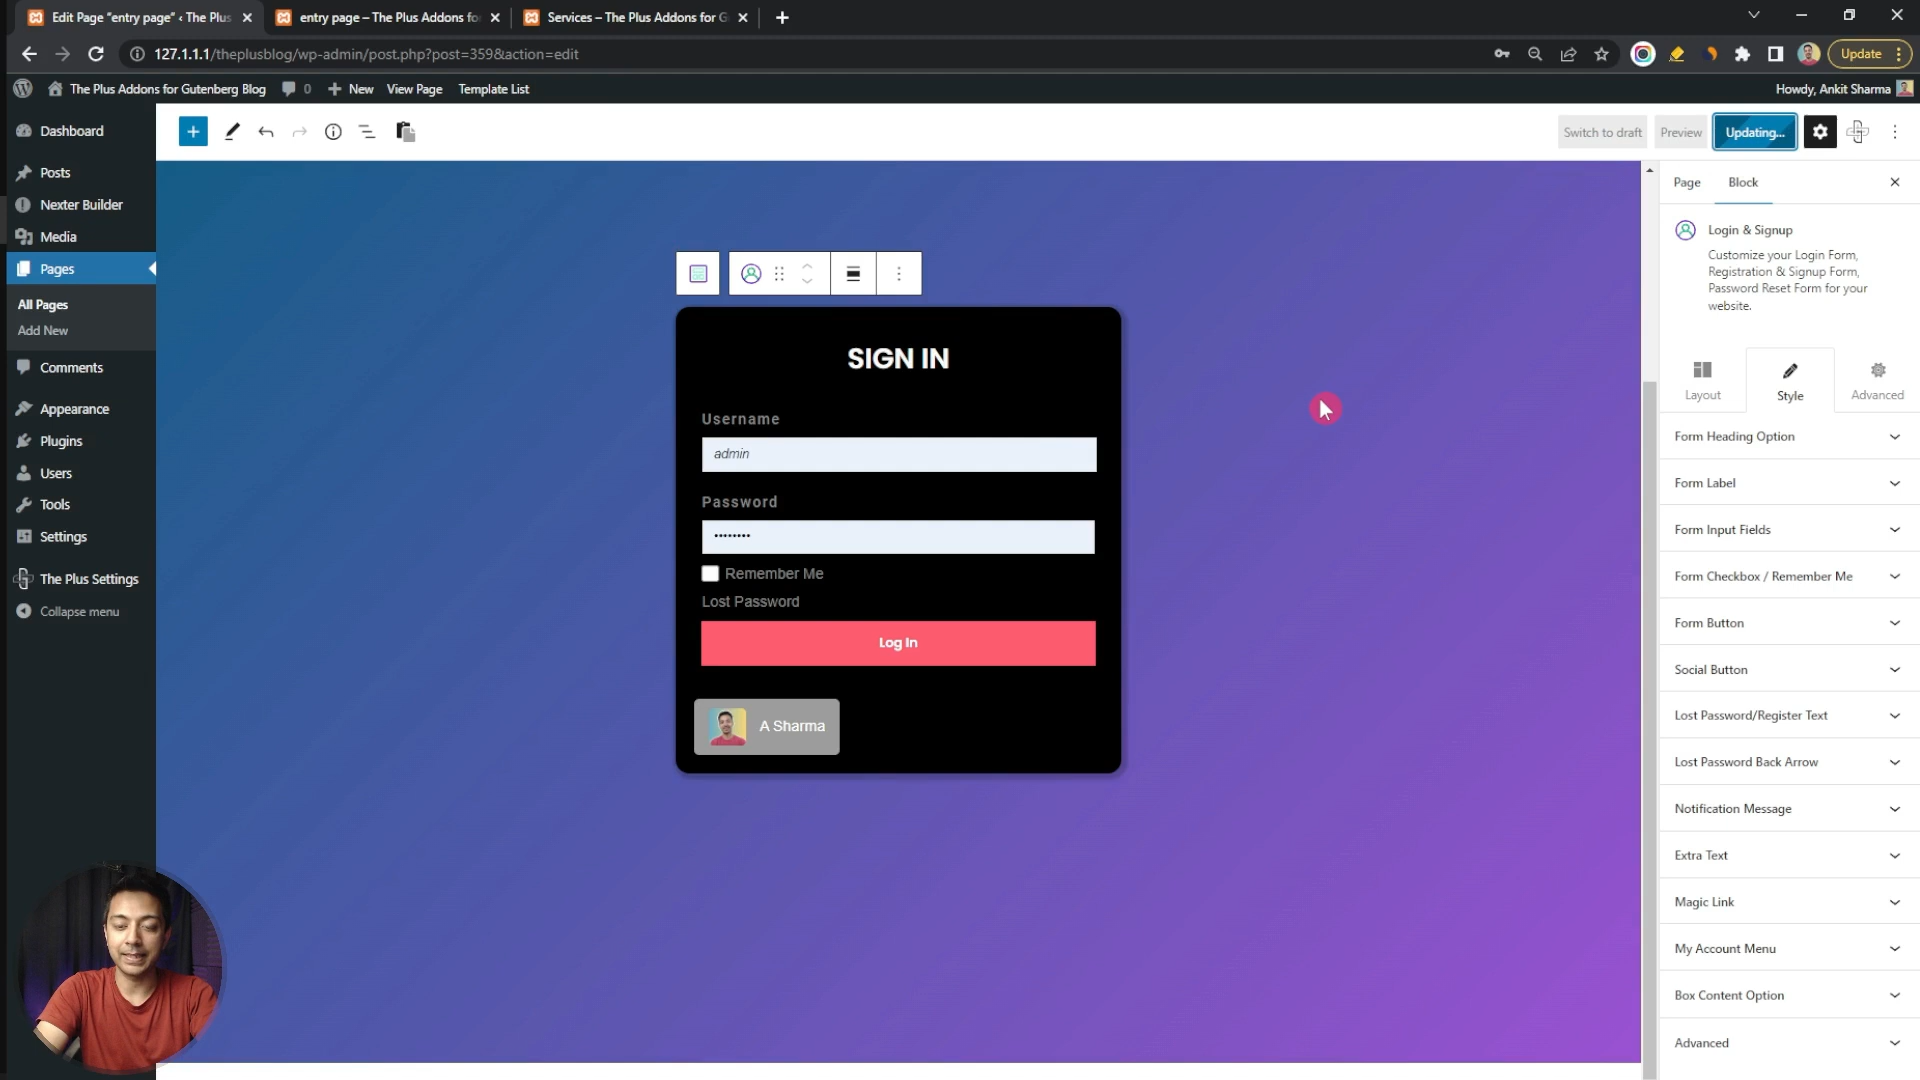 Edit Page “entry page” ‹ The Plus
entry page – The Plus Addons fo
Services – The Plus Addons for G
127.1.1.1/theplusblog/wp-admin/post.php?post=359&action=edit
Update
The Plus Addons for Gutenberg Blog
0
New
View Page
Template List
Howdy, Ankit Sharma
Dashboard
Posts
Nexter Builder
Media
Pages
All Pages
Add New
Comments
Appearance
Plugins
Users
Tools
Settings
The Plus Settings
Collapse menu
Switch to draft
Preview
Updating...
SIGN IN
Username
admin
Password
Remember Me
Lost Password
Log In
A Sharma
Page
Block
Login & Signup
Customize your Login Form,
Registration & Signup Form,
Password Reset Form for your
website.
Layout
Style
Advanced
Form Heading Option
Form Label
Form Input Fields
Form Checkbox / Remember Me
Form Button
Social Button
Lost Password/Register Text
Lost Password Back Arrow
Notification Message
Extra Text
Magic Link
My Account Menu
Box Content Option
Advanced